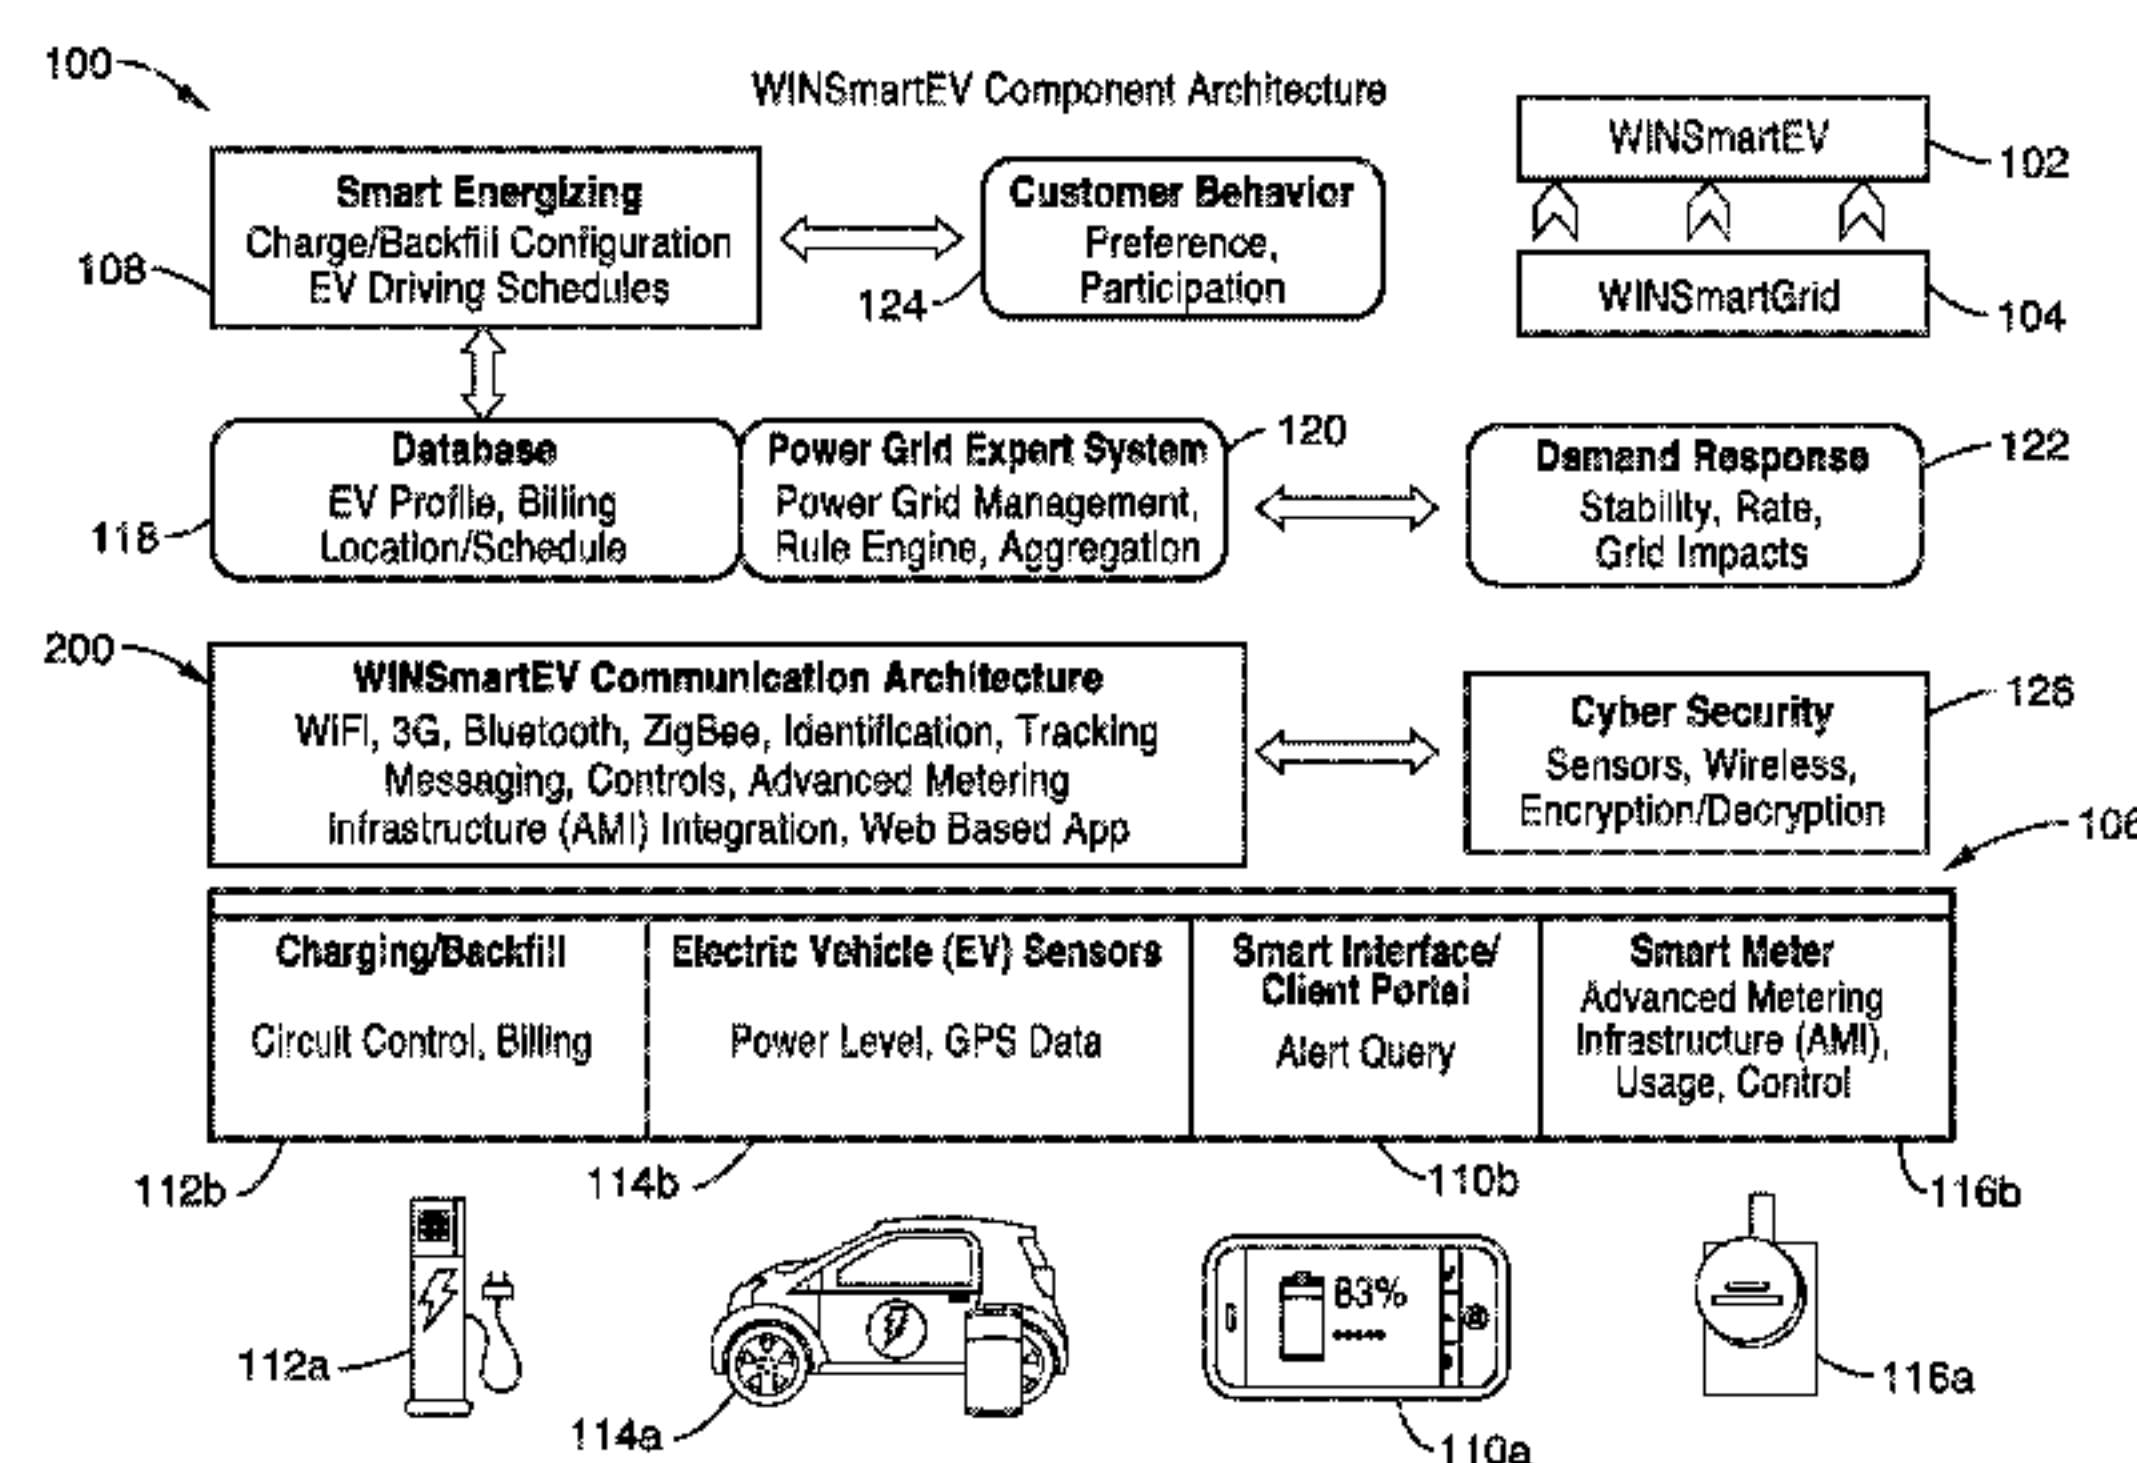 100
WINSmartEV Component Architecture
WINSmartEV
102
Smart Energizing
Charge/Backfill Configuration
EV Driving Schedules
108
Customer Behavior
Preference,
Participation
124
WINSmartGrid
104
Database
EV Profile, Billing
Location/Schedule
118
Power Grid Expert System
Power Grid Management,
Rule Engine, Aggregation
120
Demand Response
Stability, Rate,
Grid Impacts
122
200
WINSmartEV Communication Architecture
WiFi, 3G, Bluetooth, ZigBee, Identification, Tracking
Messaging, Controls, Advanced Metering
Infrastructure (AMI) Integration, Web Based App
Cyber Security
Sensors, Wireless,
Encryption/Decryption
126
106
Charging/Backfill
Circuit Control, Billing
Electric Vehicle (EV) Sensors
Power Level, GPS Data
Smart Interface/
Client Portal
Alert Query
Smart Meter
Advanced Metering
Infrastructure (AMI),
Usage, Control
112b
114b
110b
116b
83%
112a
114a
110a
116a